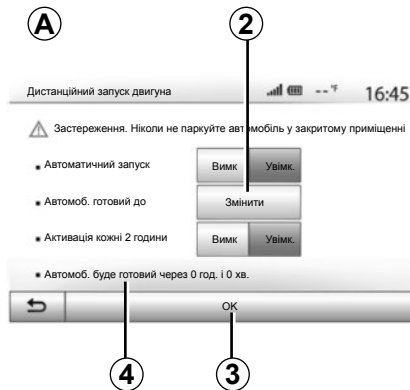 A
2
Дистанційний запуск двигуна
--°F
16:45
Застереження. Ніколи не паркуйте автомобіль у закритому приміщенні
Автоматичний запуск
Вимк
Увімк.
Автомоб. готовий до
Змінити
Активація кожні 2 години
Вимк
Увімк.
Автомоб. буде готовий через 0 год. і 0 хв.
OK
4
3